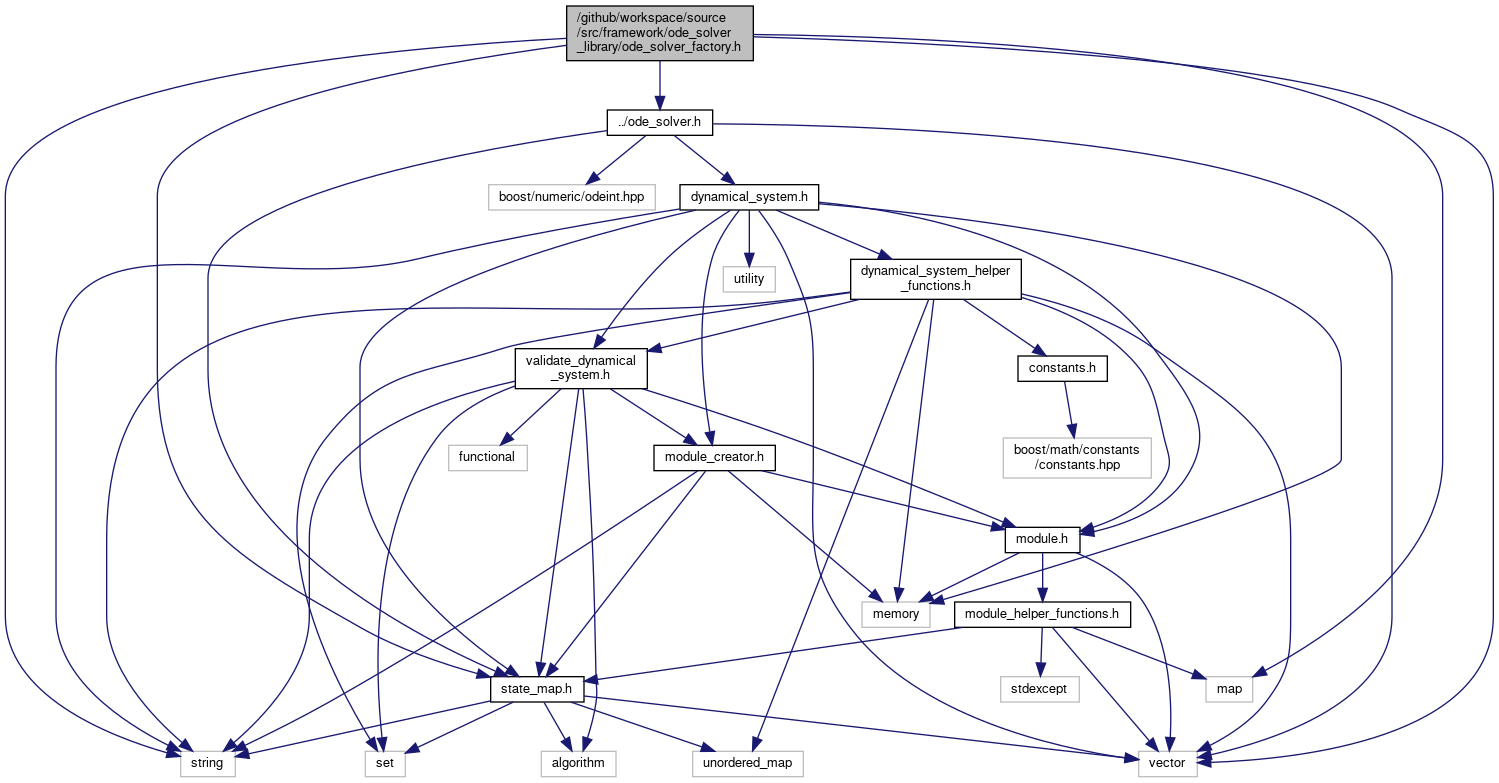 /github/workspace/source
/src/framework/ode_solver
_library/ode_solver_factory.h
../ode_solver.h
boost/numeric/odeint.hpp
dynamical_system.h
utility
dynamical_system_helper
_functions.h
validate_dynamical
_system.h
constants.h
functional
module_creator.h
boost/math/constants
/constants.hpp
module.h
memory
module_helper_functions.h
state_map.h
stdexcept
map
string
set
algorithm
unordered_map
vector